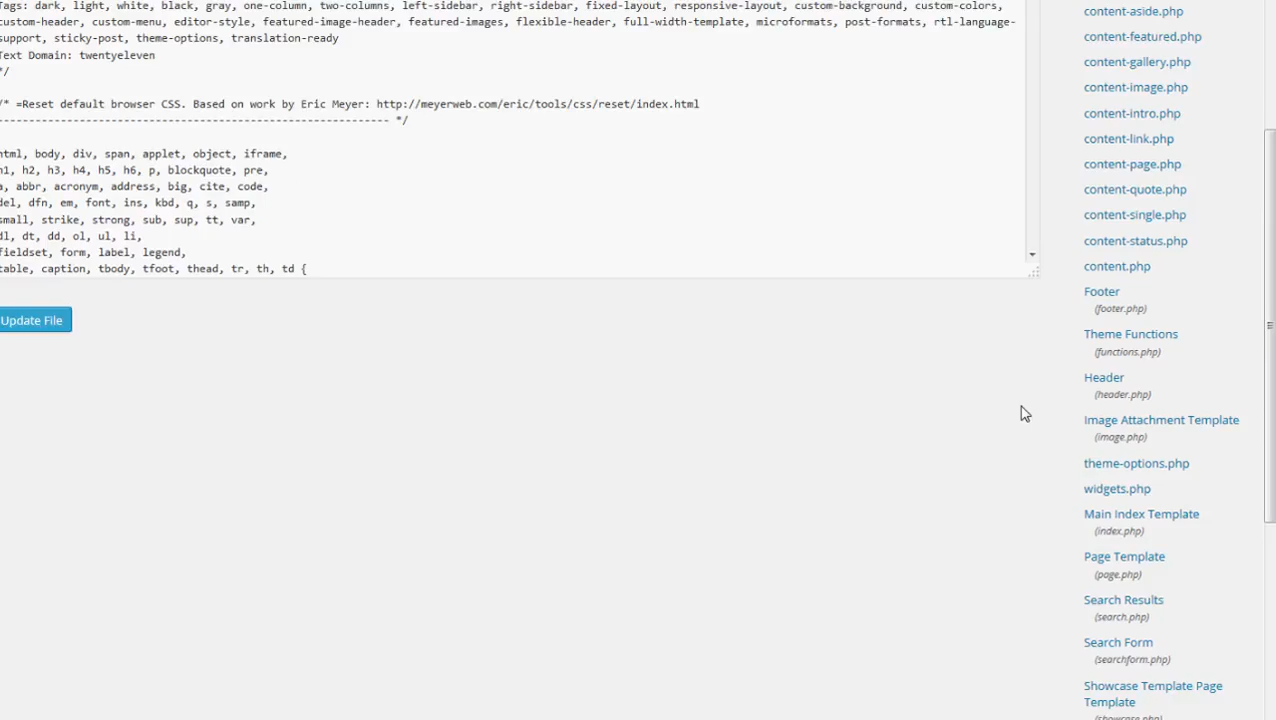 Tags: dark, light, white, black, gray, one-column, two-columns, left-sidebar, right-sidebar, fixed-layout, responsive-layout, custom-background, custom-colors,
custom-header, custom-menu, editor-style, featured-image-header, featured-images, flexible-header, full-width-template, microformats, post-formats, rtl-language-
support, sticky-post, theme-options, translation-ready
Text Domain: twentyeleven
*/
/* =Reset default browser CSS. Based on work by Eric Meyer: http://meyerweb.com/eric/tools/css/reset/index.html
-------------------------------------------------------------- */
html, body, div, span, applet, object, iframe,
h1, h2, h3, h4, h5, h6, p, blockquote, pre,
a, abbr, acronym, address, big, cite, code,
del, dfn, em, font, ins, kbd, q, s, samp,
small, strike, strong, sub, sup, tt, var,
dl, dt, dd, ol, ul, li,
fieldset, form, label, legend,
table, caption, tbody, tfoot, thead, tr, th, td {
Update File
content-aside.php
content-featured.php
content-gallery.php
content-image.php
content-intro.php
content-link.php
content-page.php
content-quote.php
content-single.php
content-status.php
content.php
Footer
(footer.php)
Theme Functions
(functions.php)
Header
(header.php)
Image Attachment Template
(image.php)
theme-options.php
widgets.php
Main Index Template
(index.php)
Page Template
(page.php)
Search Results
(search.php)
Search Form
(searchform.php)
Showcase Template Page
Template
(showcase.php)